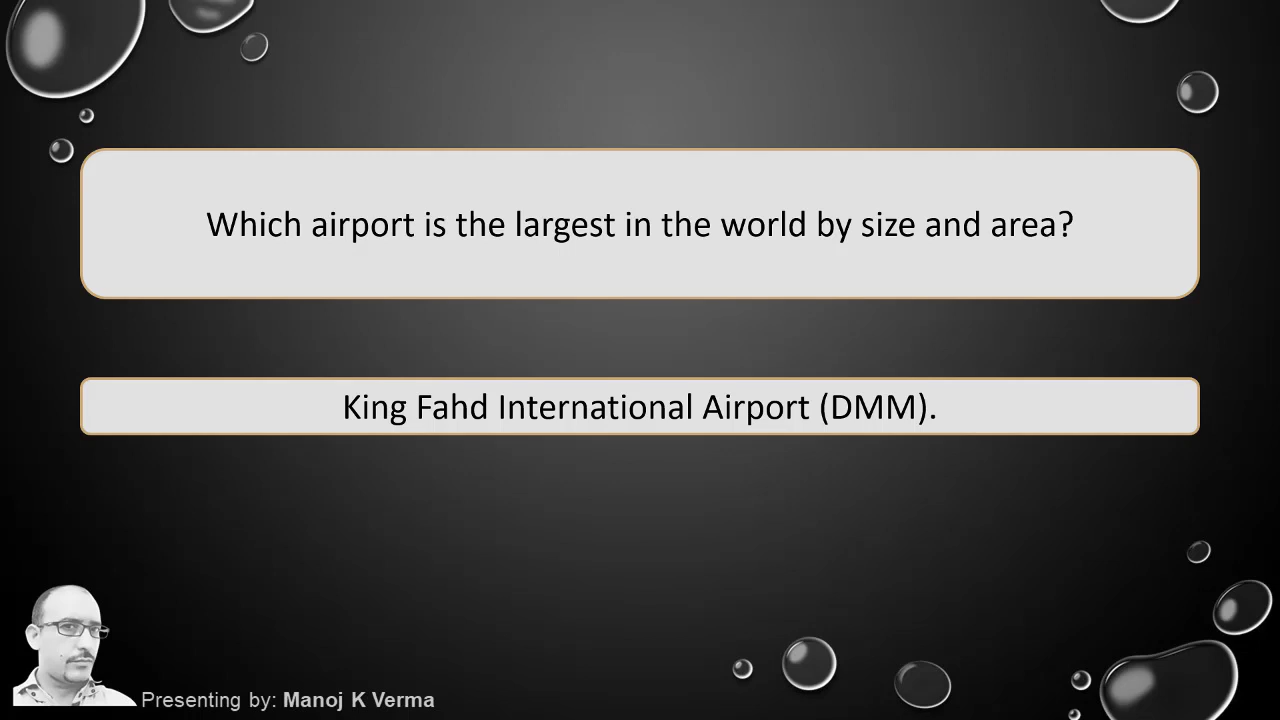 Which airport is the largest in the world by size and area?
King Fahd International Airport (DMM).
Presenting by: Manoj K Verma